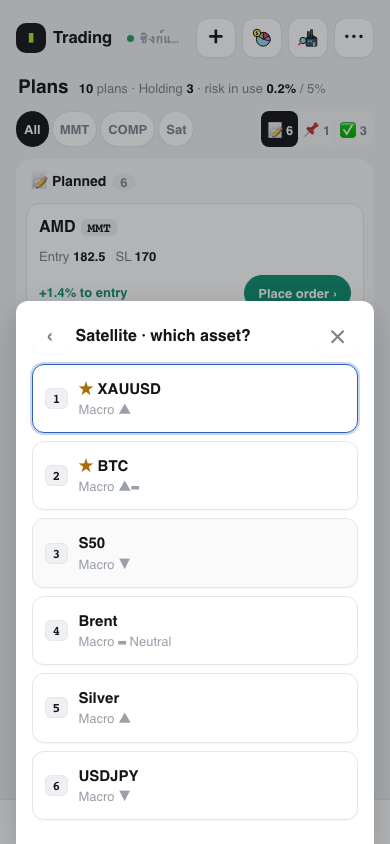 Trading
ซิงก์แ...
Plans 10 plans · Holding 3 · risk in use 0.2% / 5%
All MMT COMP Sat 6 1 3
Planned 6
AMD MMT
Entry 182.5 SL 170
+1.4% to entry Place order ›
‹ Satellite · which asset?
1 ★ XAUUSD
Macro ▲
2 ★ BTC
Macro ▲━
3 S50
Macro ▼
4 Brent
Macro ━ Neutral
5 Silver
Macro ▲
6 USDJPY
Macro ▼